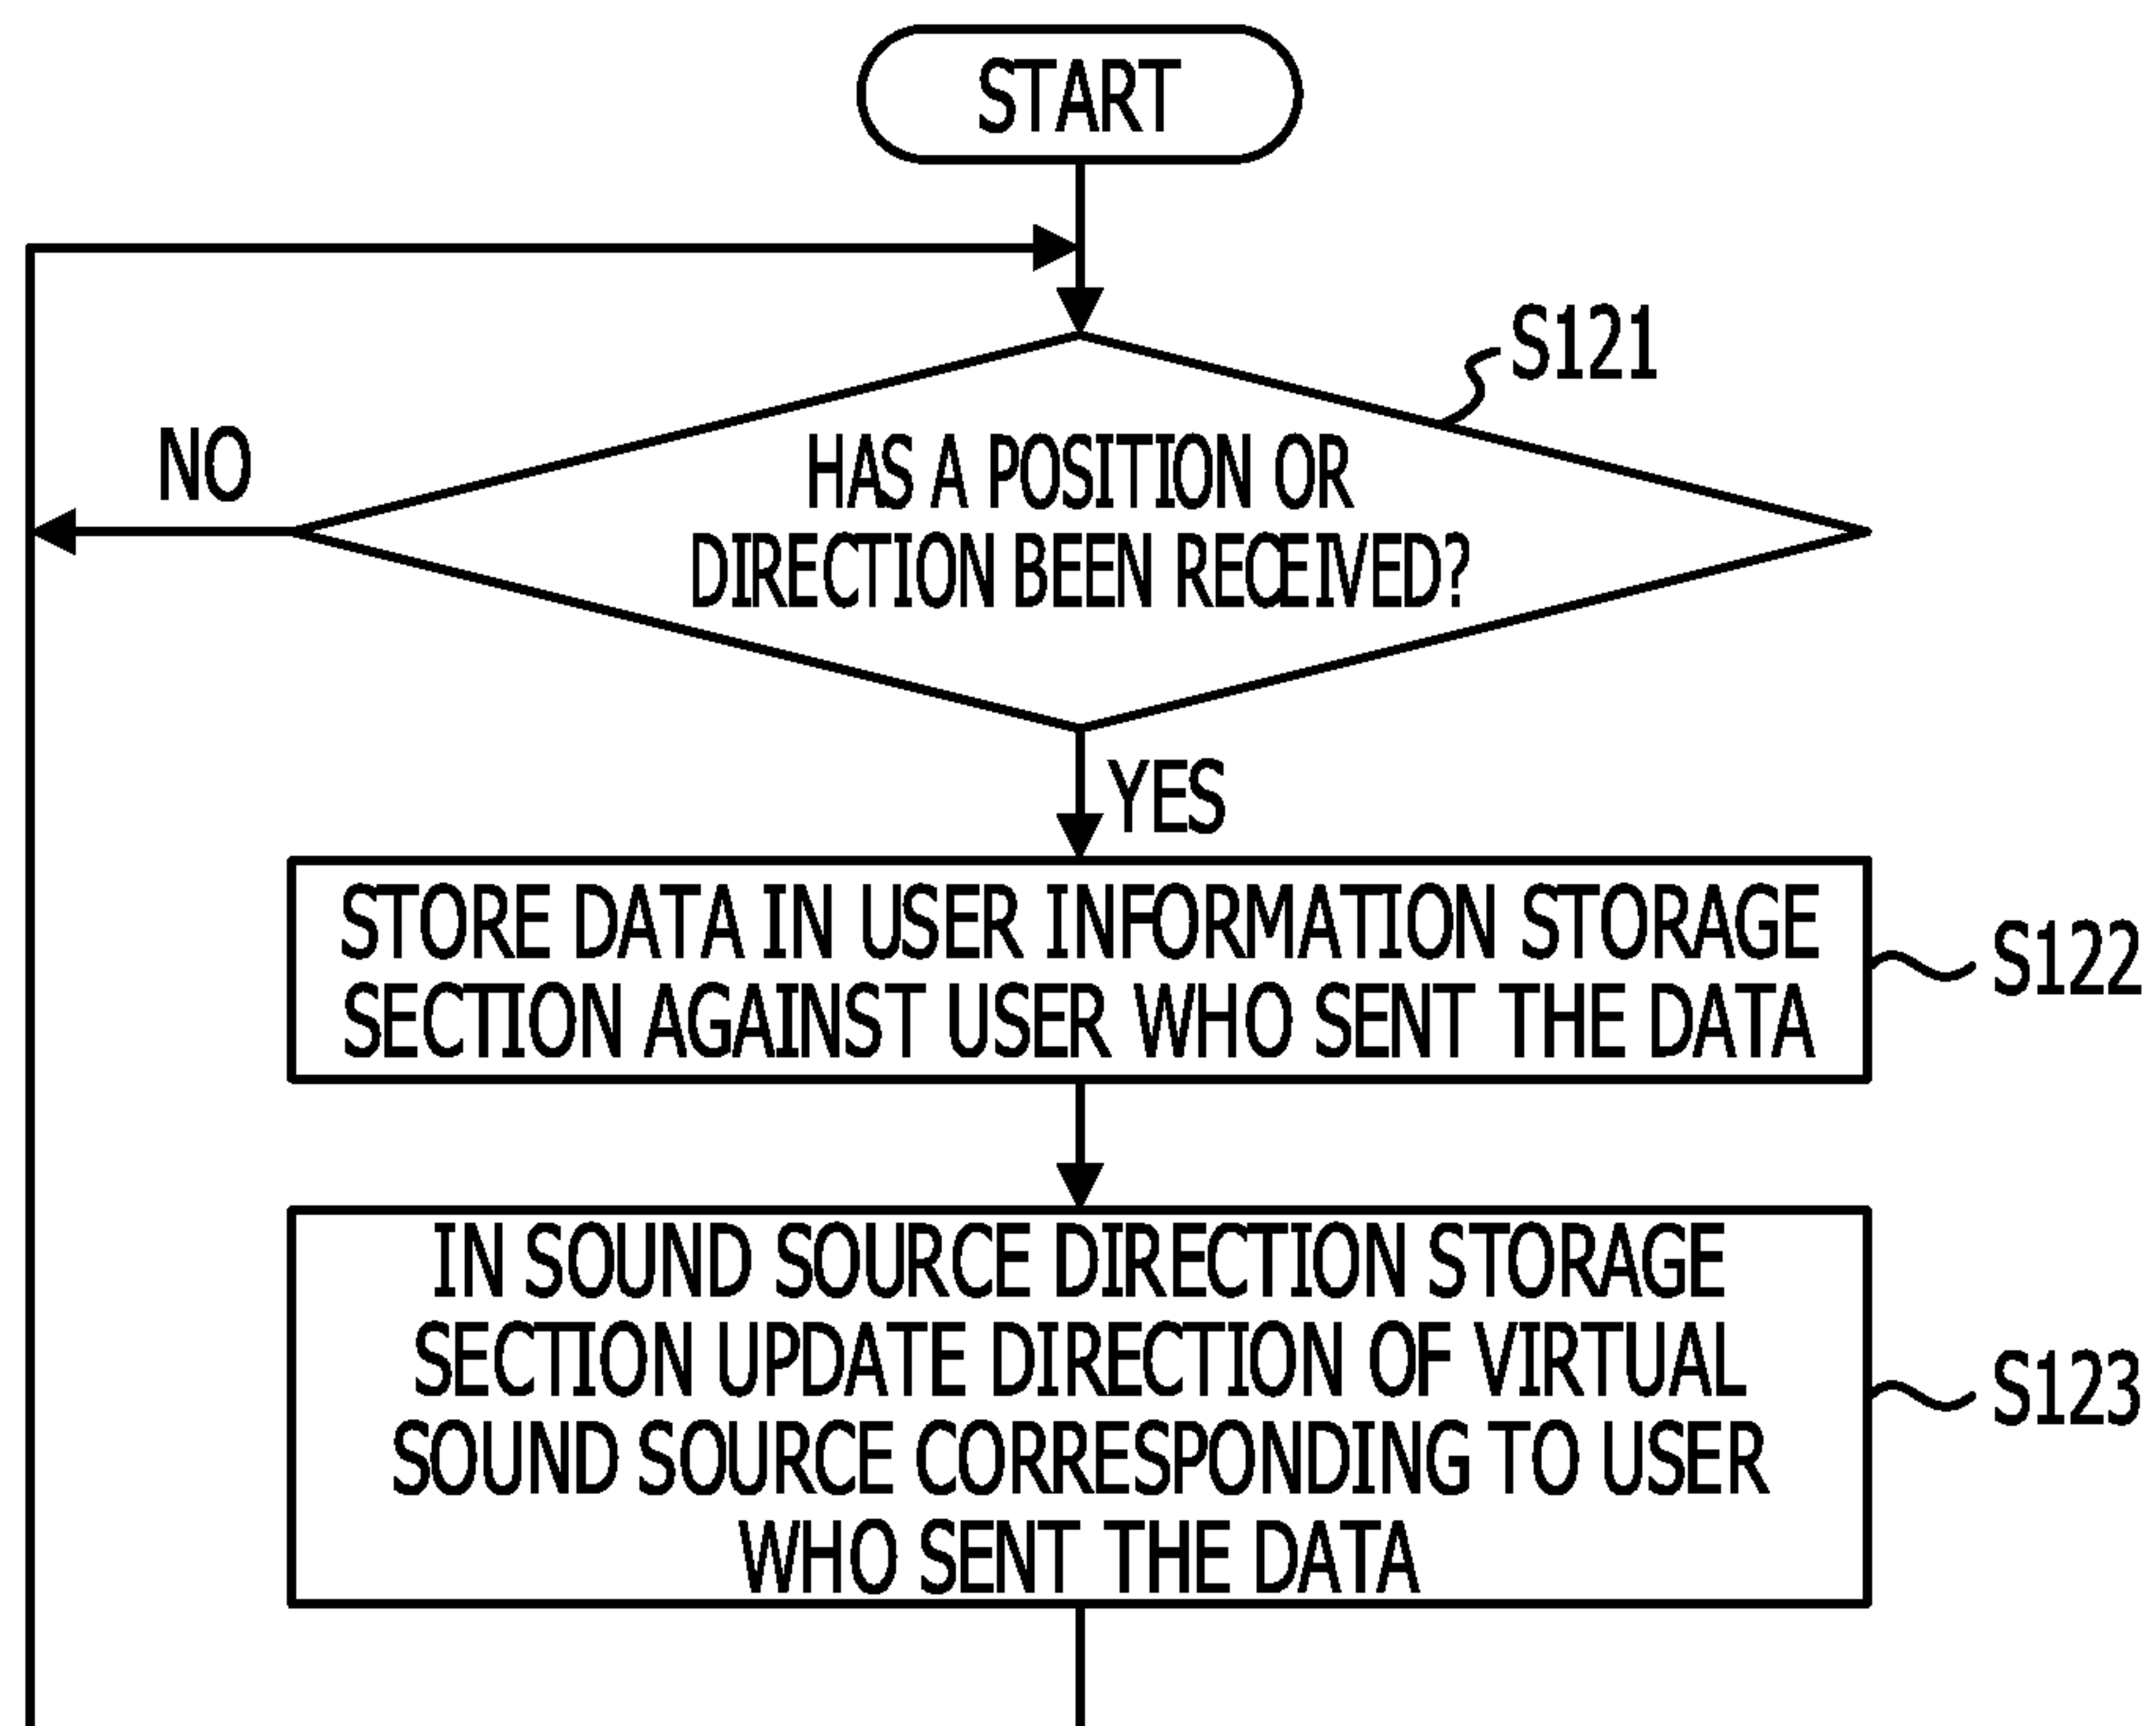 START
S121
HAS A POSITION OR
DIRECTION BEEN RECEIVED?
NO
YES
STORE DATA IN USER INFORMATION STORAGE
SECTION AGAINST USER WHO SENT THE DATA
S122
IN SOUND SOURCE DIRECTION STORAGE
SECTION UPDATE DIRECTION OF VIRTUAL
SOUND SOURCE CORRESPONDING TO USER
WHO SENT THE DATA
S123